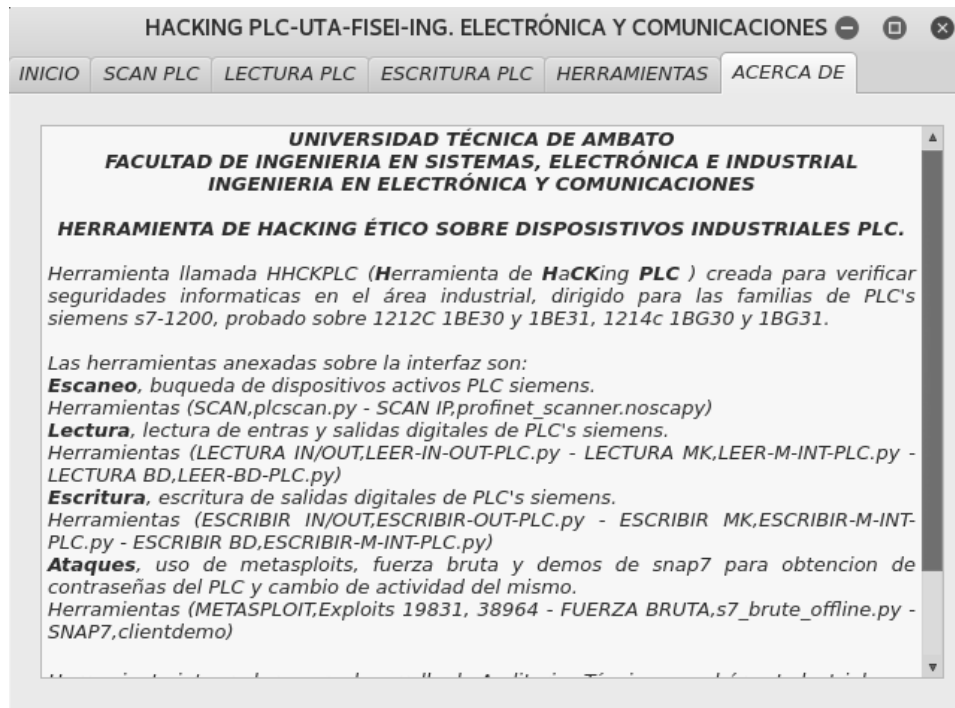 HACKING PLC-UTA-FISEI-ING. ELECTRÓNICA Y COMUNICACIONES
INICIO SCAN PLC LECTURA PLC ESCRITURA PLC HERRAMIENTAS ACERCA DE
UNIVERSIDAD TÉCNICA DE AMBATO
FACULTAD DE INGENIERIA EN SISTEMAS, ELECTRÓNICA E INDUSTRIAL
INGENIERIA EN ELECTRÓNICA Y COMUNICACIONES
HERRAMIENTA DE HACKING ÉTICO SOBRE DISPOSISTIVOS INDUSTRIALES PLC.
Herramienta llamada HHCKPLC (Herramienta de HaCKing PLC ) creada para verificar
seguridades informaticas en el área industrial, dirigido para las familias de PLC's
siemens s7-1200, probado sobre 1212C 1BE30 y 1BE31, 1214c 1BG30 y 1BG31.
Las herramientas anexadas sobre la interfaz son:
Escaneo, buqueda de dispositivos activos PLC siemens.
Herramientas (SCAN,plcscan.py - SCAN IP,profinet_scanner.noscapy)
Lectura, lectura de entras y salidas digitales de PLC's siemens.
Herramientas (LECTURA IN/OUT,LEER-IN-OUT-PLC.py - LECTURA MK,LEER-M-INT-PLC.py -
LECTURA BD,LEER-BD-PLC.py)
Escritura, escritura de salidas digitales de PLC's siemens.
Herramientas (ESCRIBIR IN/OUT,ESCRIBIR-OUT-PLC.py - ESCRIBIR MK,ESCRIBIR-M-INT-
PLC.py - ESCRIBIR BD,ESCRIBIR-M-INT-PLC.py)
Ataques, uso de metasploits, fuerza bruta y demos de snap7 para obtencion de
contraseñas del PLC y cambio de actividad del mismo.
Herramientas (METASPLOIT,Exploits 19831, 38964 - FUERZA BRUTA,s7_brute_offline.py -
SNAP7,clientdemo)